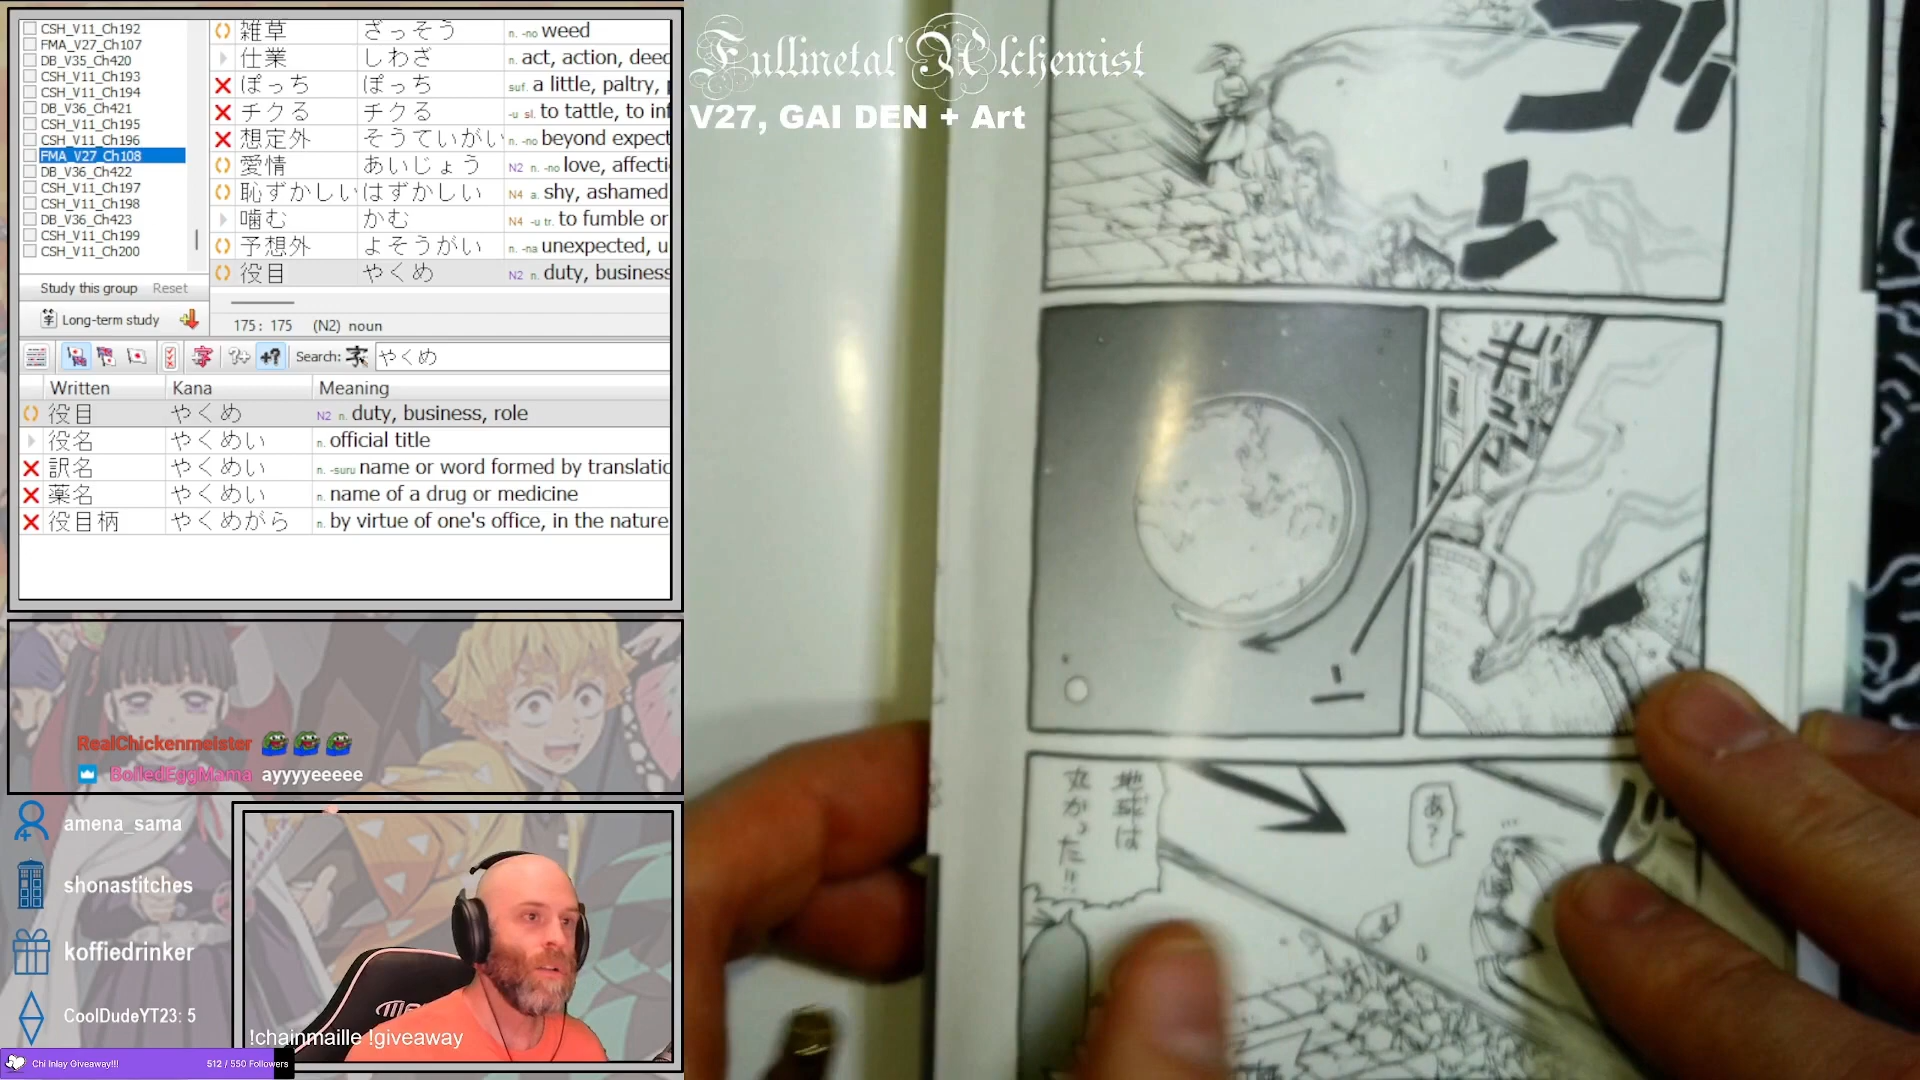 CSH_V11_Ch192
FMA_V27_Ch107
DB_V35_Ch420
CSH_V11_Ch193
CSH_V11_Ch194
DB_V36_Ch421
CSH_V11_Ch195
CSH_V11_Ch196
FMA_V27_Ch108
DB_V36_Ch422
CSH_V11_Ch197
CSH_V11_Ch198
DB_V36_Ch423
CSH_V11_Ch199
CSH_V11_Ch200
Study this group Reset
Long-term study
雑草 ざっそう n. -no weed
仕業 しわざ n. act, action, deed
ぽっち ぽっち suf. a little, paltry,
チクる チクる -u sl. to tattle, to inf
想定外 そうていがい n. -no beyond expect
愛情 あいじょう N2 n. -no love, affecti
恥ずかしい はずかしい N4 a. shy, ashamed
噛む かむ N4 -u tr. to fumble or
予想外 よそうがい n. -na unexpected, u
役目 やくめ N2 n. duty, business
175: 175 (N2) noun
Search: 字 やくめ
Written Kana Meaning
役目 やくめ N2 n. duty, business, role
役名 やくめい n. official title
訳名 やくめい n. -suru name or word formed by translatio
薬名 やくめい n. name of a drug or medicine
役目柄 やくめがら n. by virtue of one's office, in the nature
RealChickenmeister
BoiledEggMama ayyyyeeeee
amena_sama
shonastitches
koffiedrinker
CoolDudeYT23: 5
!chainmaille !giveaway
Chi Inlay Giveaway!!! 512 / 550 Followers
Fullmetal Alchemist
V27, GAI DEN + Art
あ?
地球は
丸かった!!